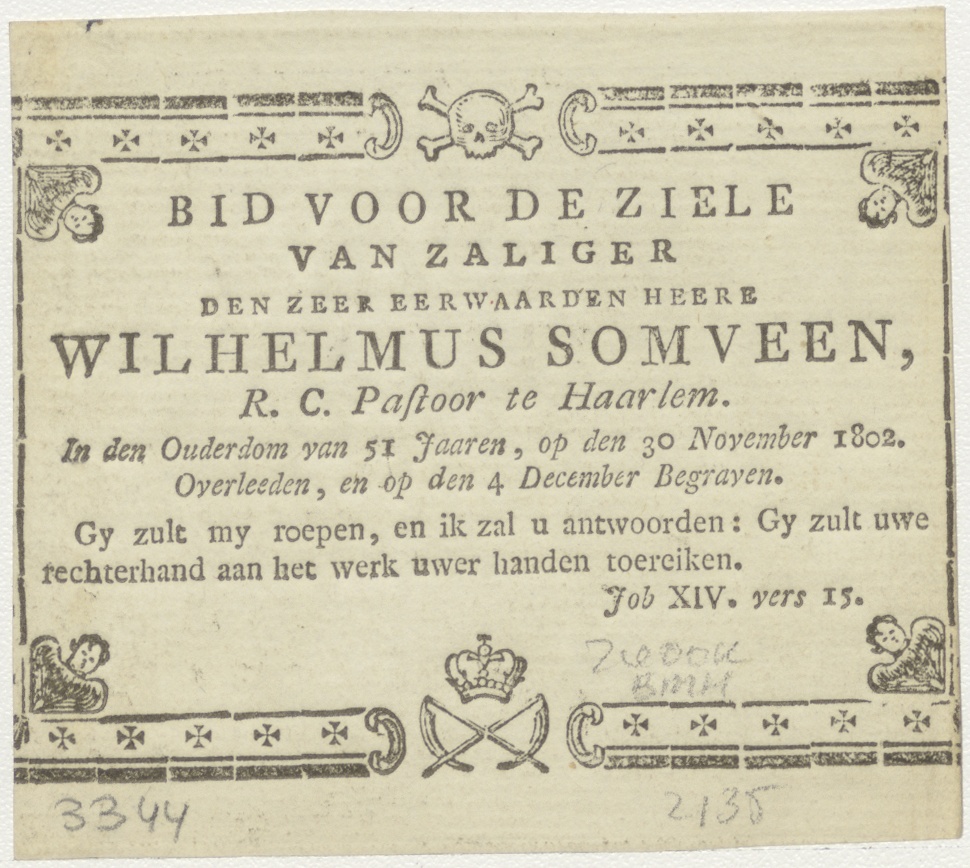 BID VOOR DE ZIELE
VAN ZALIGER
DEN ZEER EERWAARDEN HEERE
WILHELMUS SOMVEEN,
R. C. Paſtoor te Haarlem.
In den Ouderdom van 51 Jaaren, op den 30 November 1802.
Overleeden, en op den 4 December Begraven.
Gy zult my roepen, en ik zal u antwoorden: Gy zult uwe
rechterhand aan het werk uwer handen toereiken.
Job XIV. vers 15.
Zie ook
BMH
3344
2135